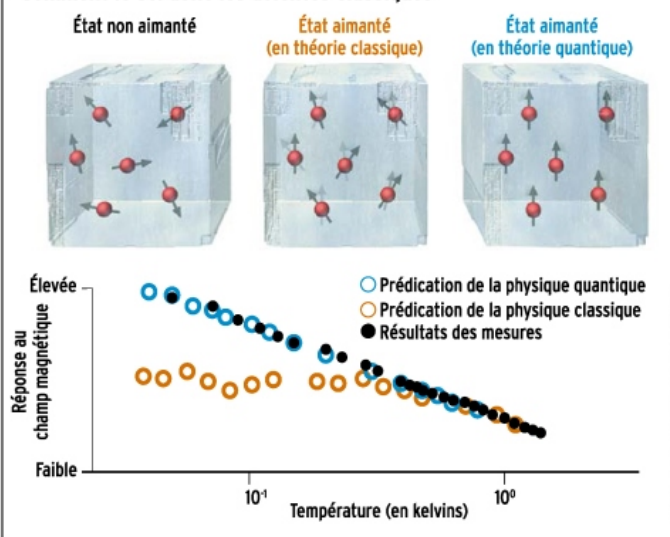 État non aimanté
État aimanté
(en théorie classique)
État aimanté
(en théorie quantique)
Élevée
Prédication de la physique quantique
Prédication de la physique classique
Résultats des mesures
Réponse au
champ magnétique
Faible
10-1
100
Température (en kelvins)